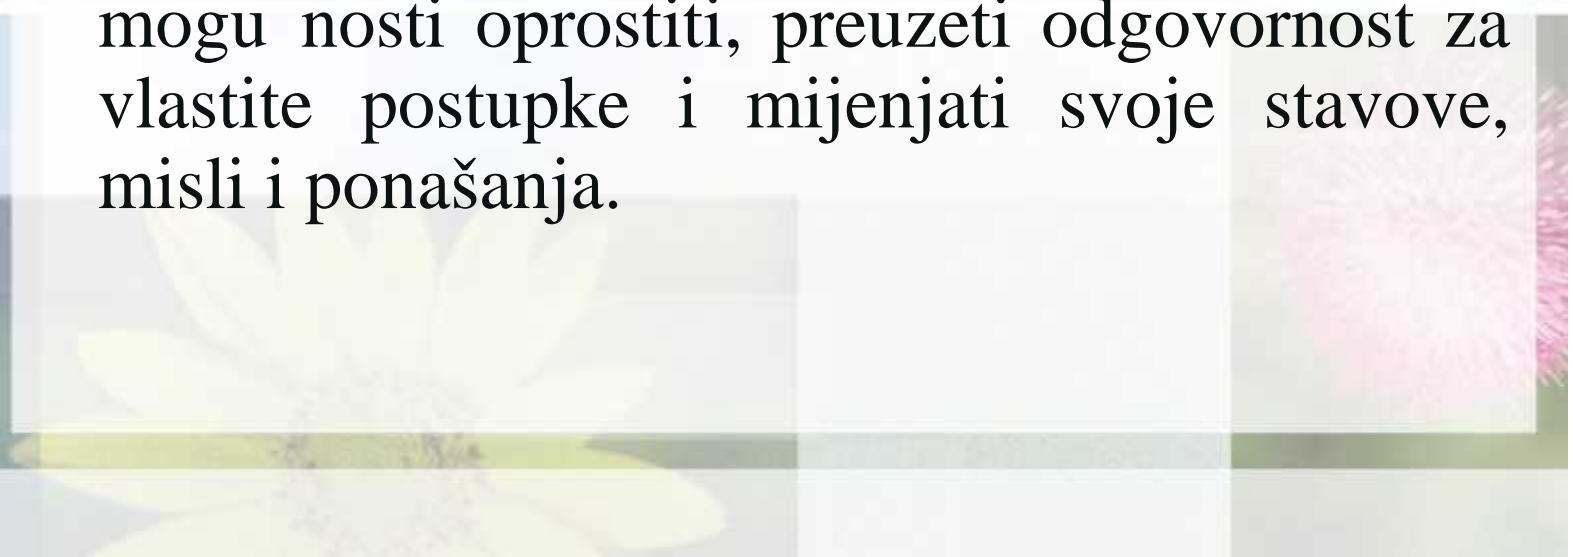 mogu nosti oprostiti, preuzeti odgovornost za
vlastite postupke i mijenjati svoje stavove,
misli i ponašanja.